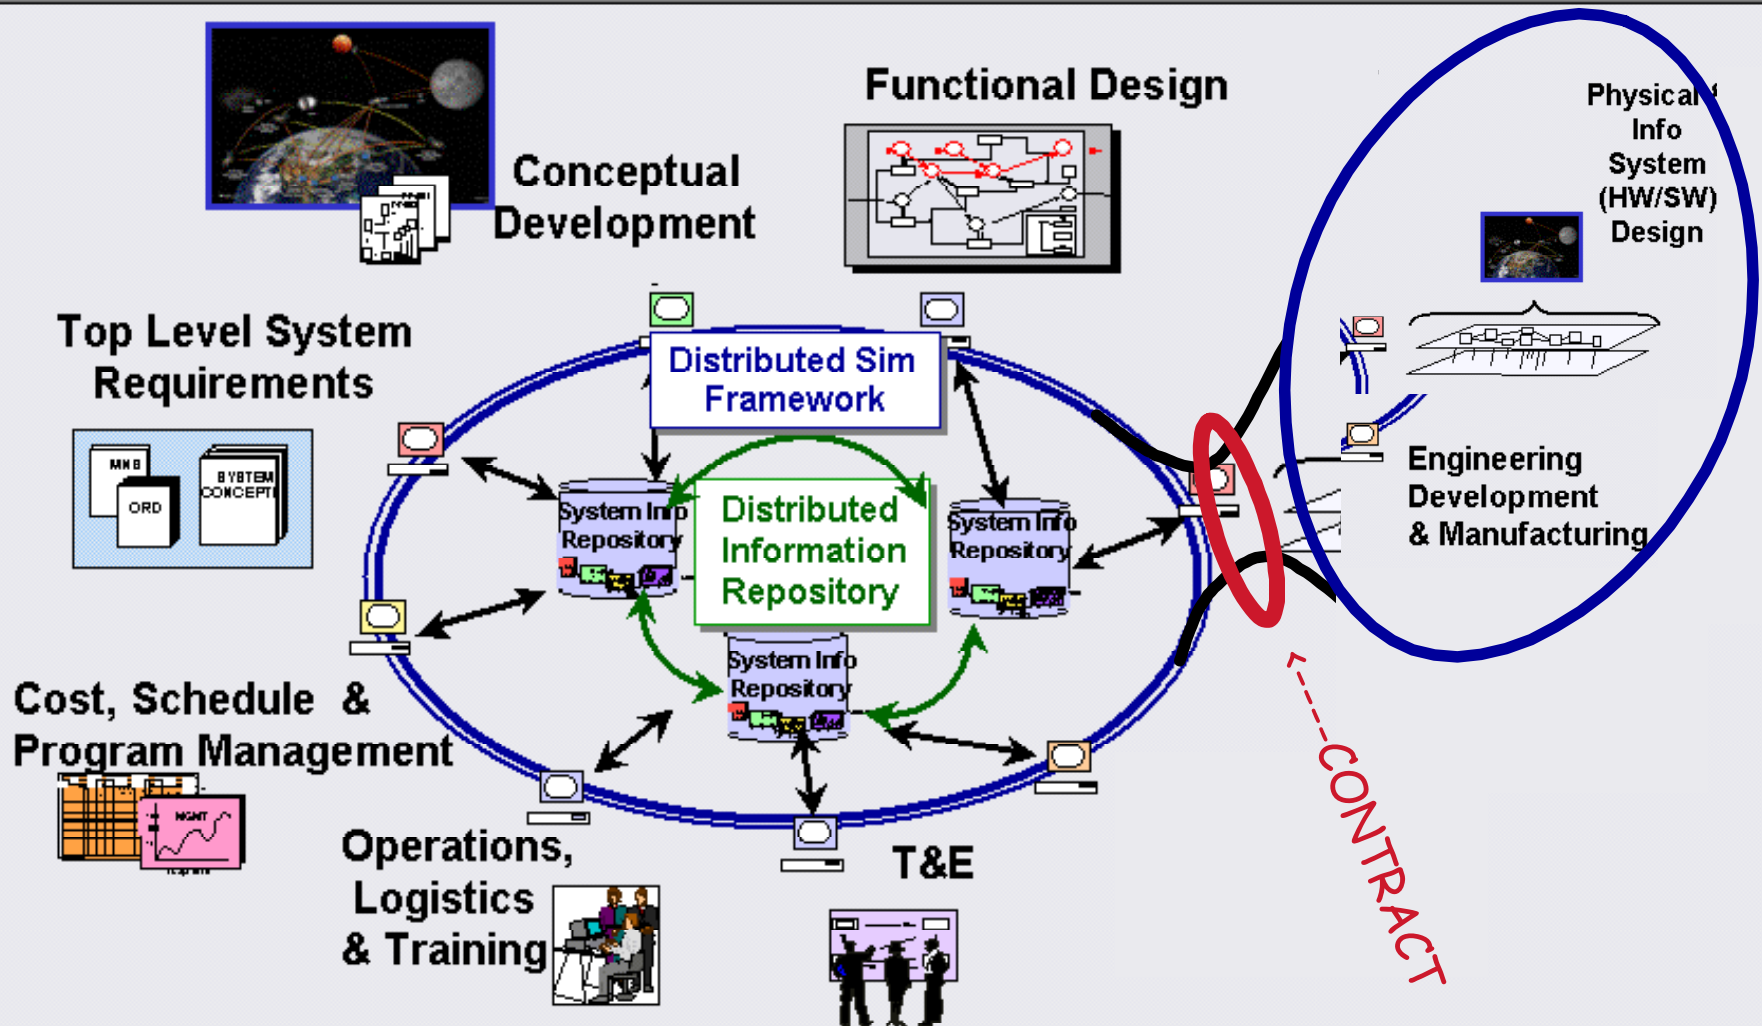 Conceptual
Development
Functional Design
Physical
Info
System
(HW/SW)
Design
Top Level System
Requirements
MNS
ORD
SYSTEM
CONCEPT
Distributed Sim
Framework
System Info
Repository
Distributed
Information
Repository
System Info
Repository
System Info
Repository
Engineering
Development
& Manufacturing
Cost, Schedule &
Program Management
MGMT
Operations,
Logistics
& Training
T&E
CONTRACT